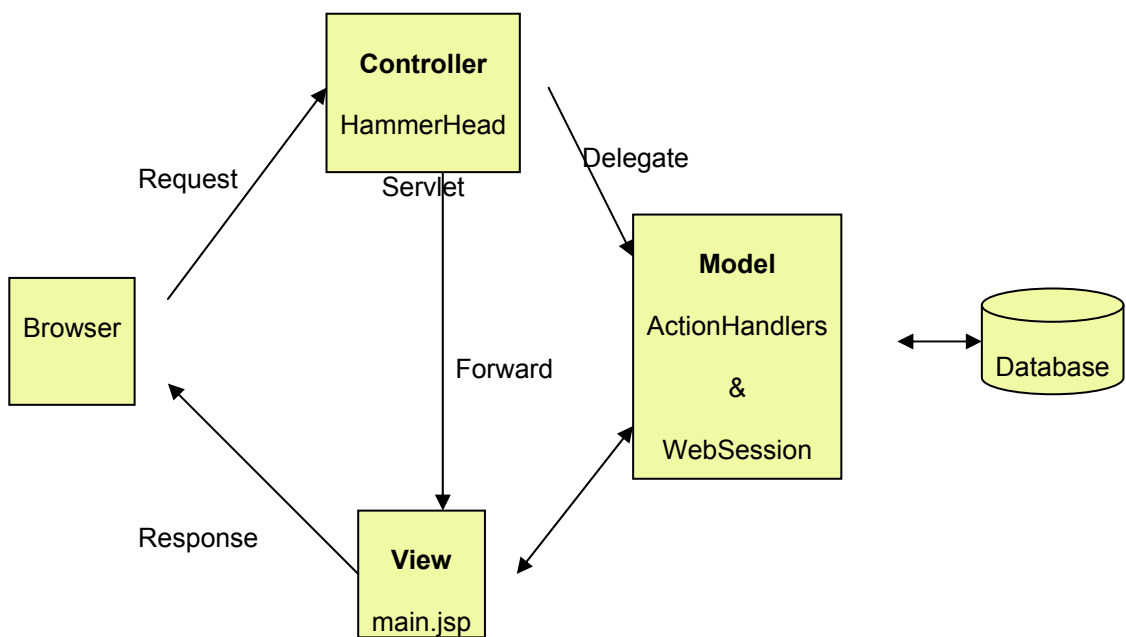 Controller
HammerHead
Servlet
Request
Delegate
Browser
Model
ActionHandlers
&
WebSession
Database
Forward
Response
View
main.jsp